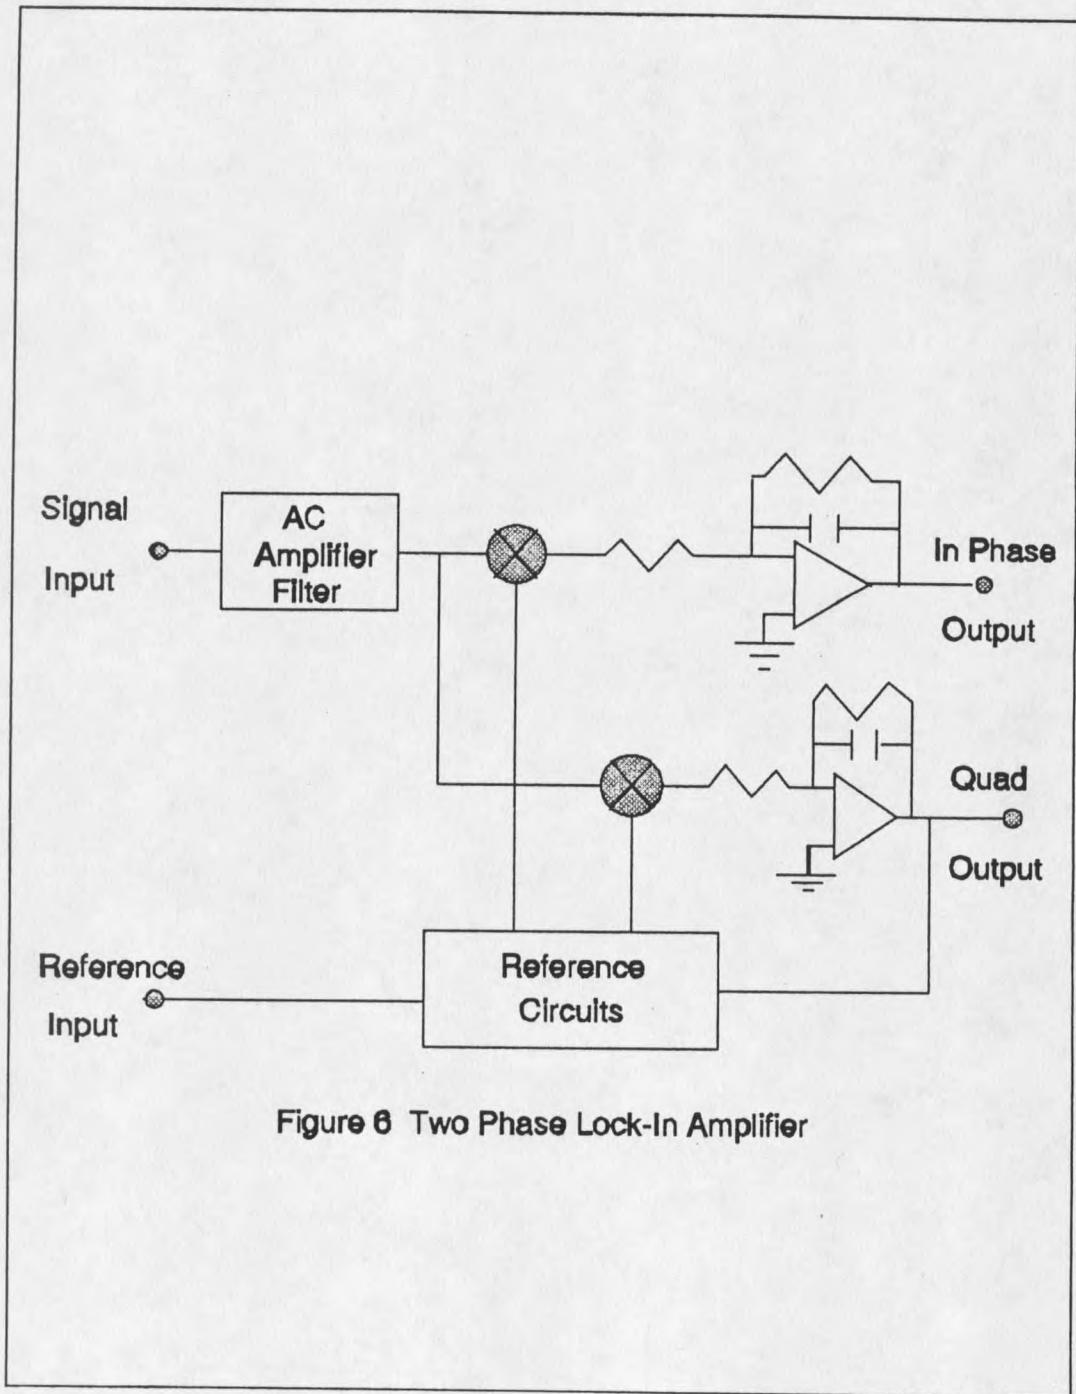 Signal
Input
AC
Amplifier
Filter
In Phase
Output
Quad
Output
Reference
Input
Reference
Circuits
Figure 6 Two Phase Lock-In Amplifier